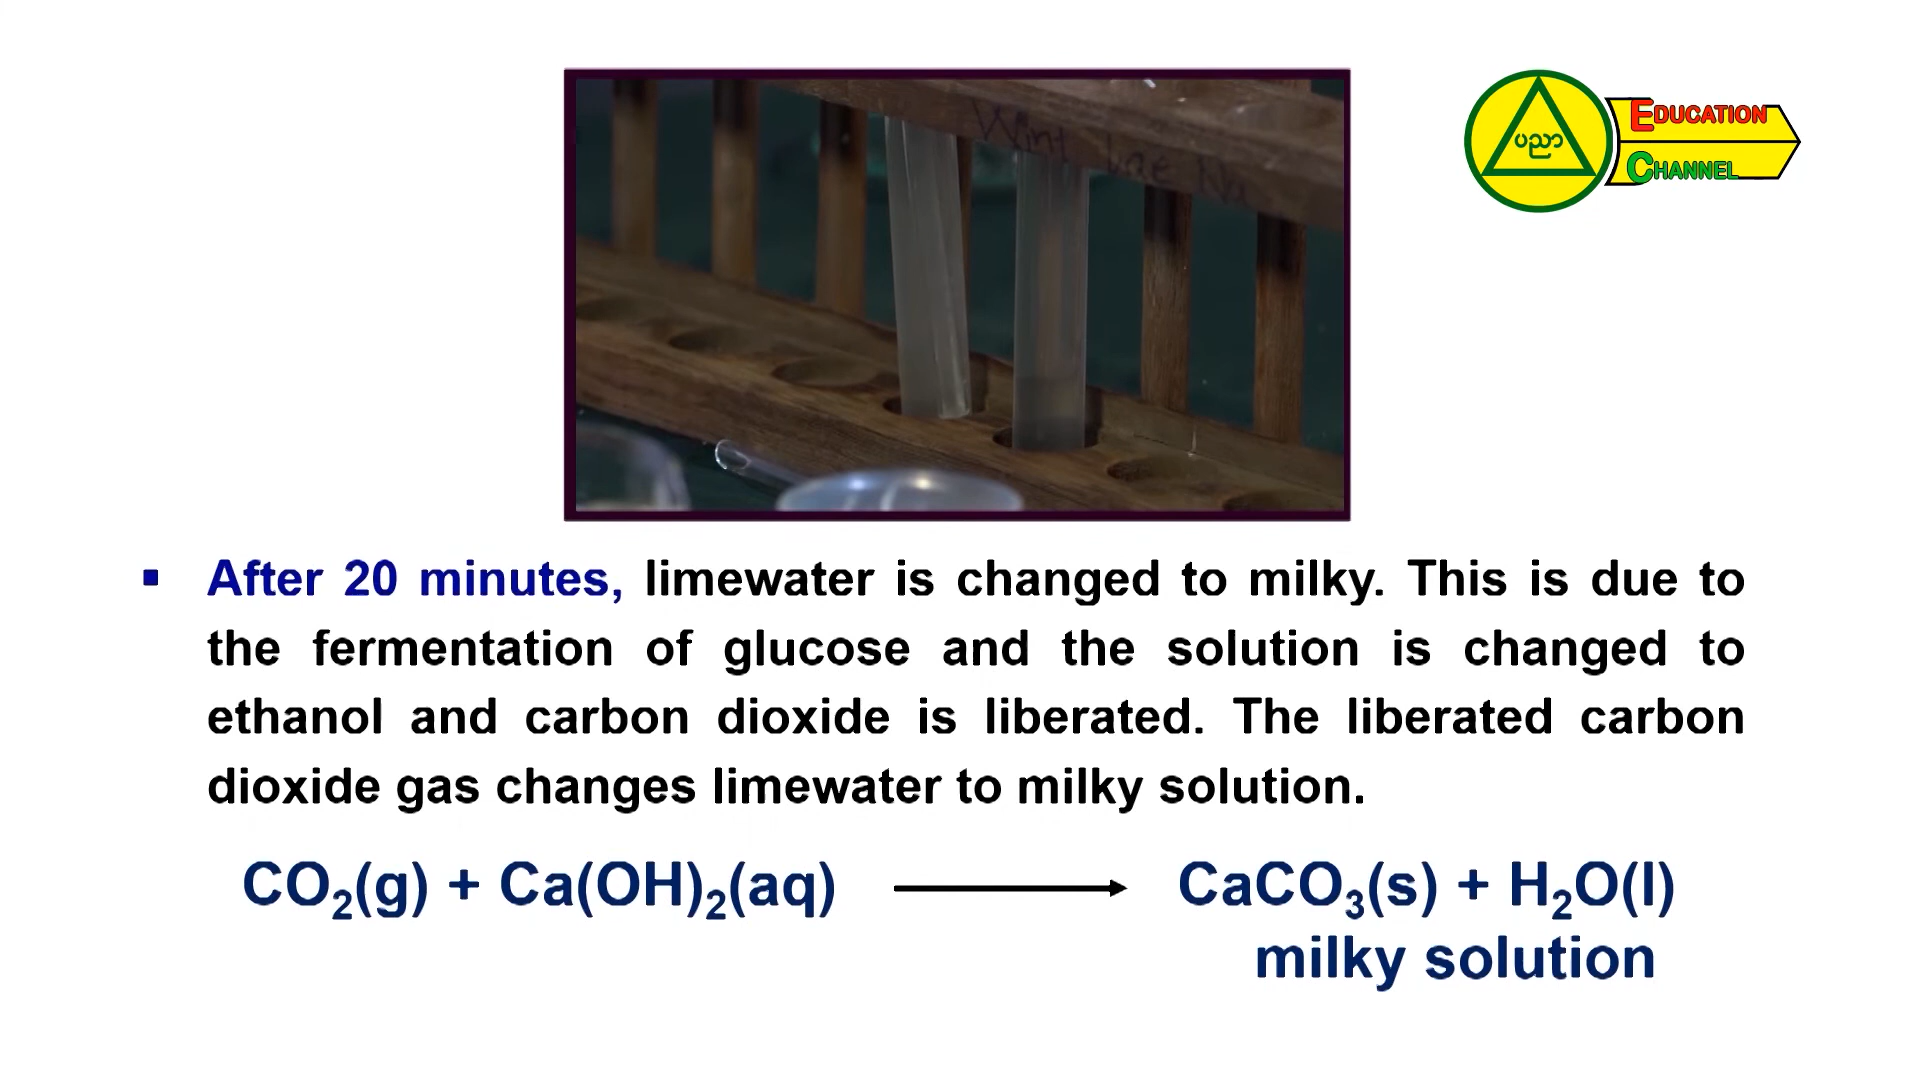 ပညာ
EDUCATION
CHANNEL
▪ After 20 minutes, limewater is changed to milky. This is due to
the fermentation of glucose and the solution is changed to
ethanol and carbon dioxide is liberated. The liberated carbon
dioxide gas changes limewater to milky solution.
CO₂(g) + Ca(OH)₂(aq) ⟶ CaCO₃(s) + H₂O(l)
milky solution